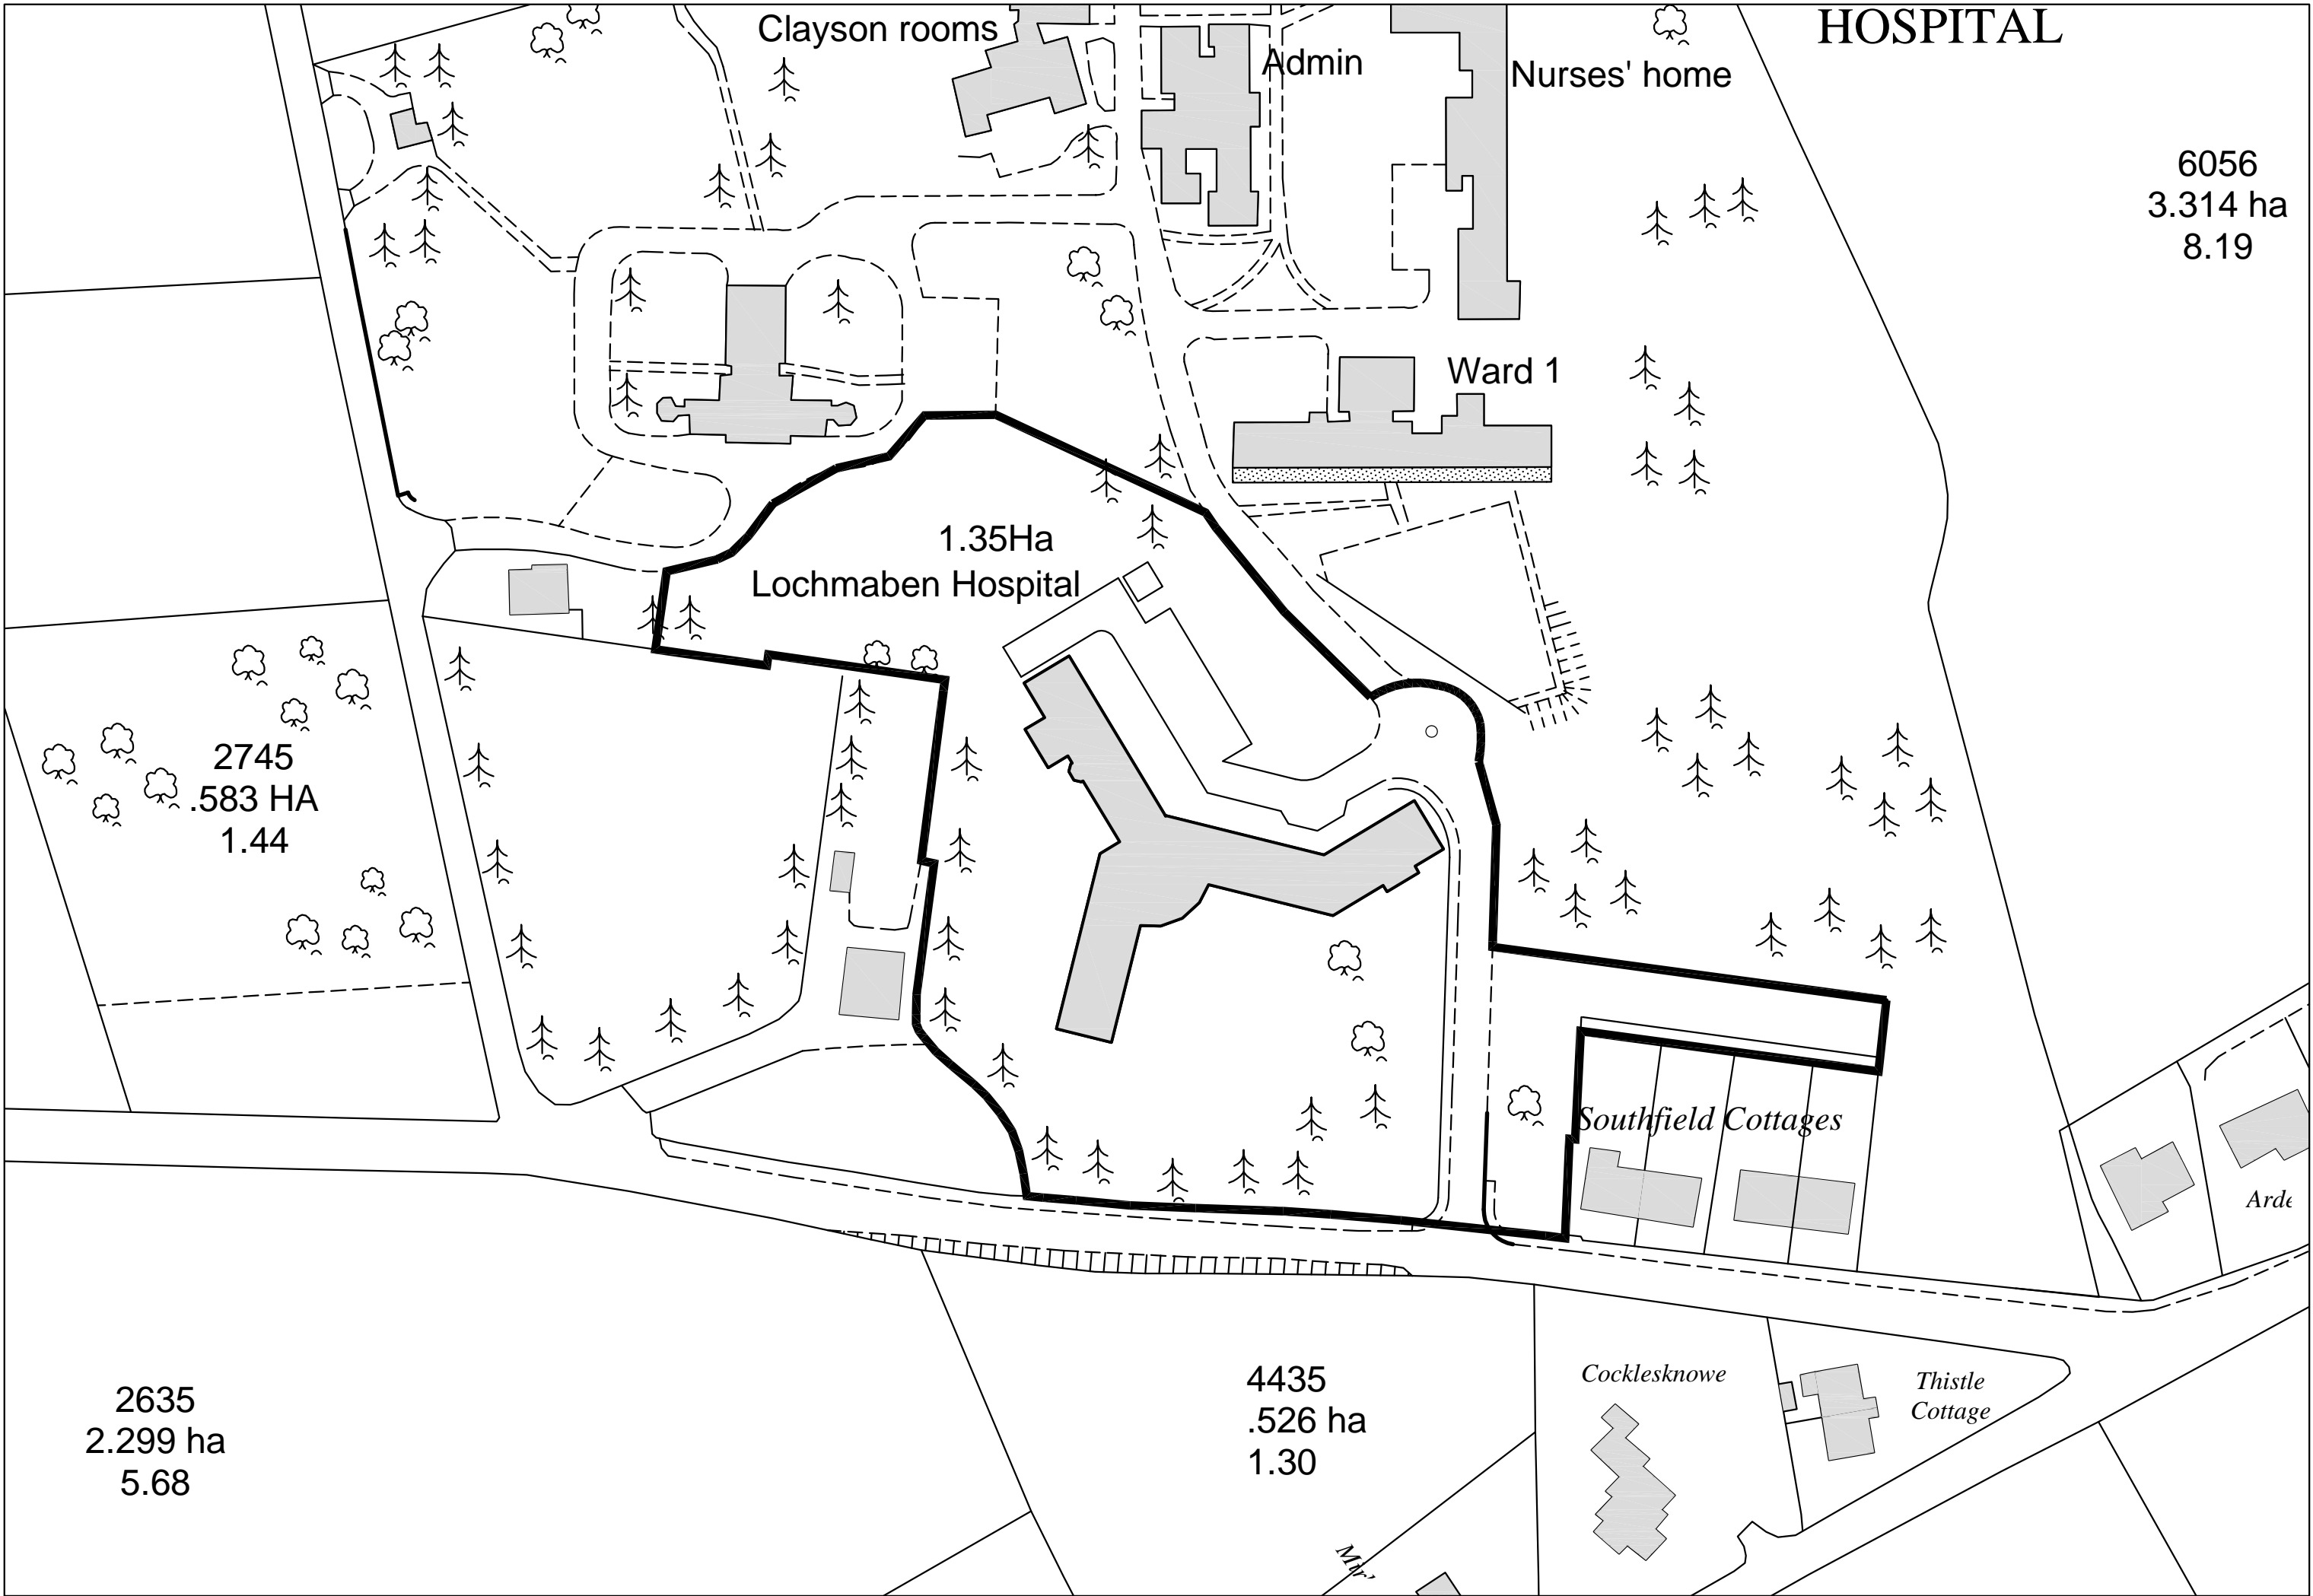 HOSPITAL
Clayson rooms
Admin
Nurses' home
6056
3.314 ha
8.19
Ward 1
1.35Ha
Lochmaben Hospital
2745
.583 HA
1.44
Southfield Cottages
Arde
2635
2.299 ha
5.68
4435
.526 ha
1.30
Cocklesknowe
Thistle
Cottage